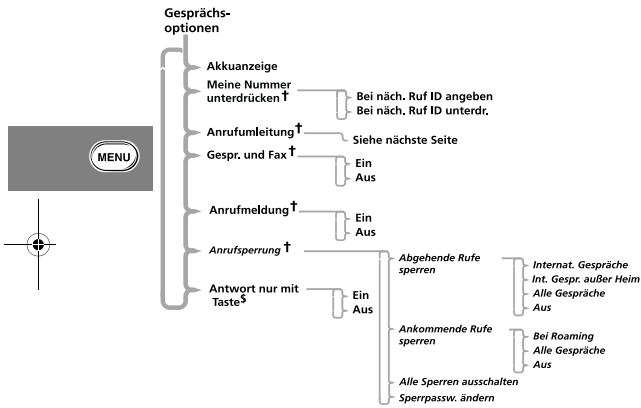 Gesprächs-
optionen
Akkuanzeige
Meine Nummer
unterdrücken†
Bei näch. Ruf ID angeben
Bei näch. Ruf ID unterdr.
MENU
Anrufumleitung†
Siehe nächste Seite
Gespr. und Fax†
Ein
Aus
Anrufmeldung†
Ein
Aus
Anrufsperrung †
Abgehende Rufe
sperren
Internat. Gespräche
Int. Gespr. außer Heim
Alle Gespräche
Aus
Ankommende Rufe
sperren
Bei Roaming
Alle Gespräche
Aus
Alle Sperren ausschalten
Sperrpassw. ändern
Antwort nur mit
Taste$
Ein
Aus